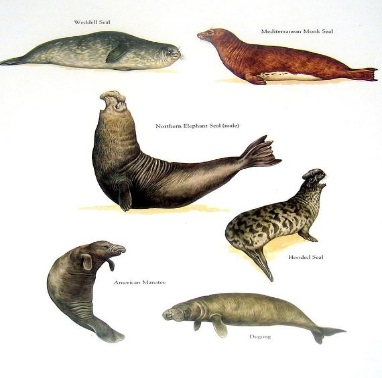 Weddell Seal
Mediterranean Monk Seal
Northern Elephant Seal (male)
Hooded Seal
American Manatee
Dugong